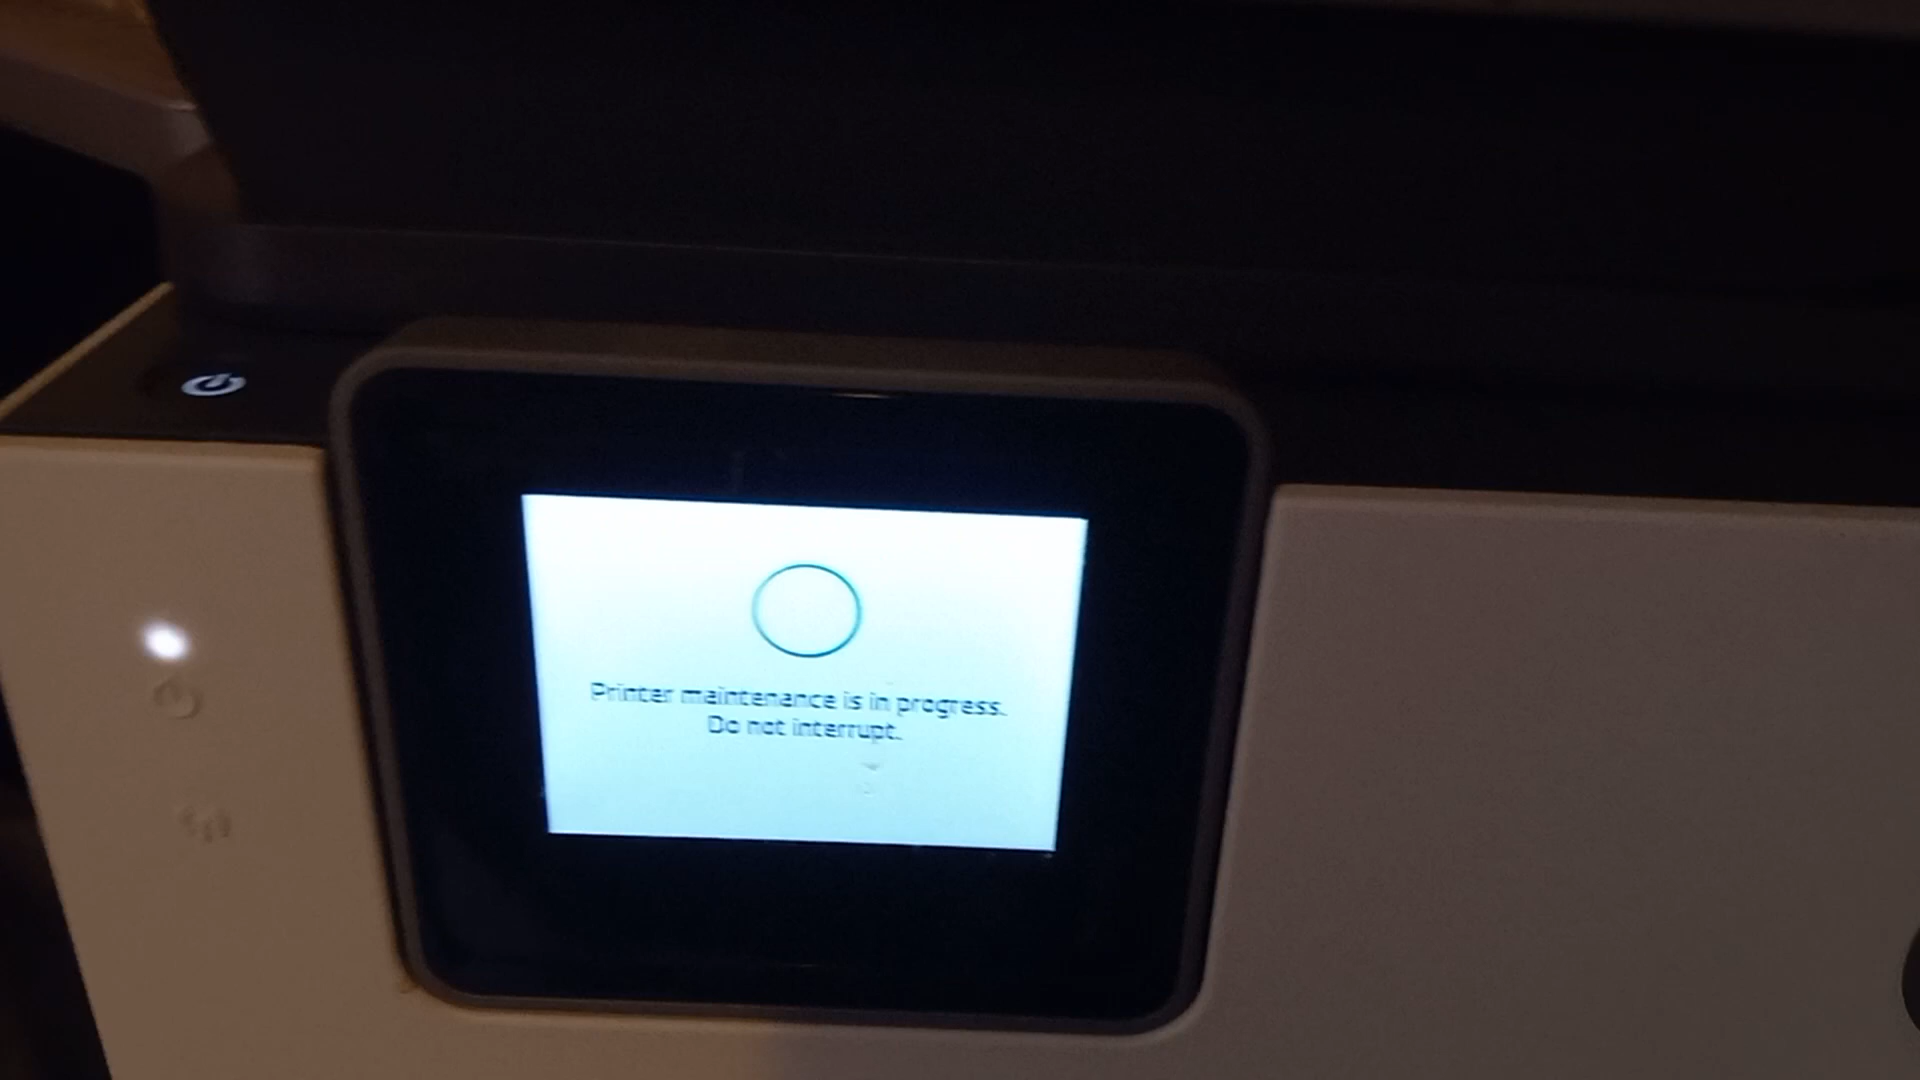 Printer maintenance is in progress.
Do not interrupt.